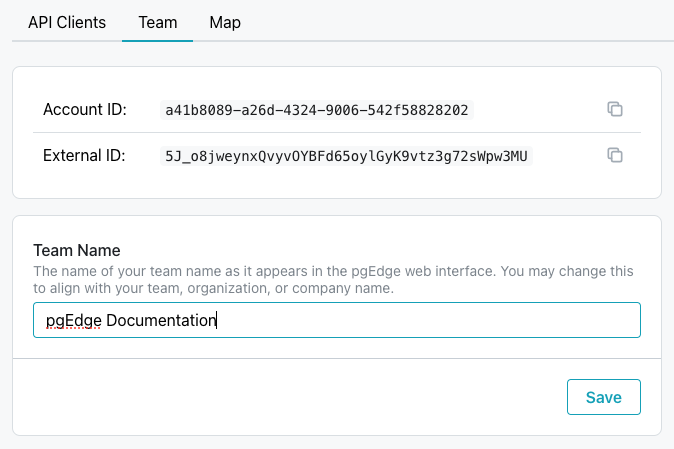 API Clients Team Map
Account ID: a41b8089-a26d-4324-9006-542f58828202
External ID: 5J_o8jweynxQvyvOYBFd65oylGyK9vtz3g72sWpw3MU
Team Name
The name of your team name as it appears in the pgEdge web interface. You may change this
to align with your team, organization, or company name.
pgEdge Documentation
Save